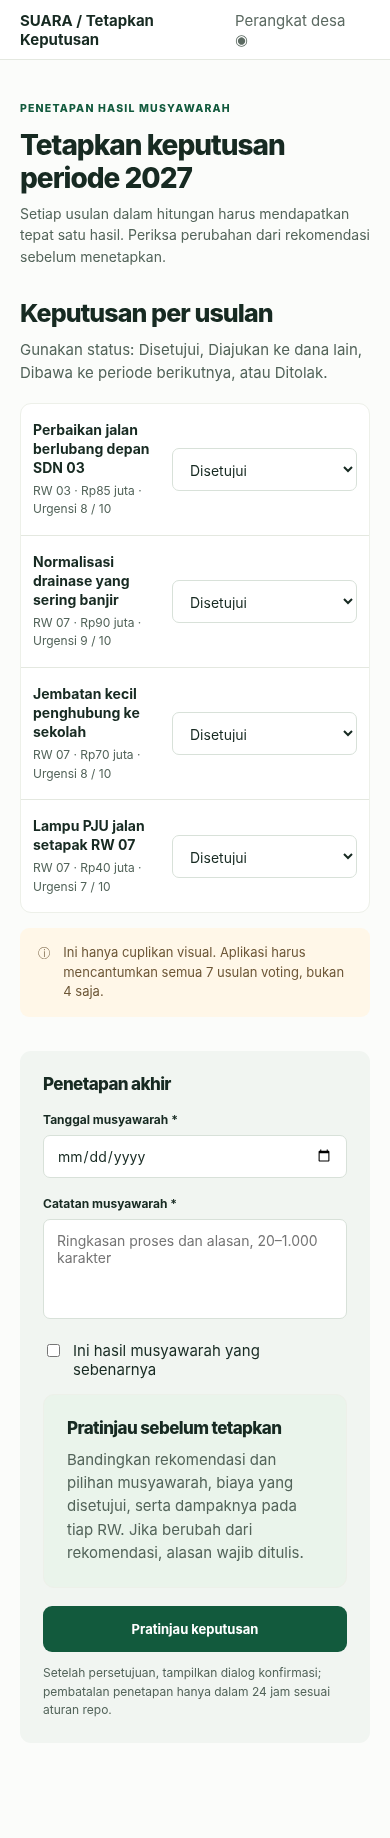 SUARA / Tetapkan
Keputusan
Perangkat desa
◉
PENETAPAN HASIL MUSYAWARAH
Tetapkan keputusan
periode 2027
Setiap usulan dalam hitungan harus mendapatkan
tepat satu hasil. Periksa perubahan dari rekomendasi
sebelum menetapkan.
Keputusan per usulan
Gunakan status: Disetujui, Diajukan ke dana lain,
Dibawa ke periode berikutnya, atau Ditolak.
Perbaikan jalan
berlubang depan
SDN 03
RW 03 · Rp85 juta ·
Urgensi 8 / 10
Disetujui
Normalisasi
drainase yang
sering banjir
RW 07 · Rp90 juta ·
Urgensi 9 / 10
Disetujui
Jembatan kecil
penghubung ke
sekolah
RW 07 · Rp70 juta ·
Urgensi 8 / 10
Disetujui
Lampu PJU jalan
setapak RW 07
RW 07 · Rp40 juta ·
Urgensi 7 / 10
Disetujui
ⓘ Ini hanya cuplikan visual. Aplikasi harus
mencantumkan semua 7 usulan voting, bukan
4 saja.
Penetapan akhir
Tanggal musyawarah *
mm/dd/yyyy
Catatan musyawarah *
Ringkasan proses dan alasan, 20–1.000
karakter
Ini hasil musyawarah yang
sebenarnya
Pratinjau sebelum tetapkan
Bandingkan rekomendasi dan
pilihan musyawarah, biaya yang
disetujui, serta dampaknya pada
tiap RW. Jika berubah dari
rekomendasi, alasan wajib ditulis.
Pratinjau keputusan
Setelah persetujuan, tampilkan dialog konfirmasi;
pembatalan penetapan hanya dalam 24 jam sesuai
aturan repo.